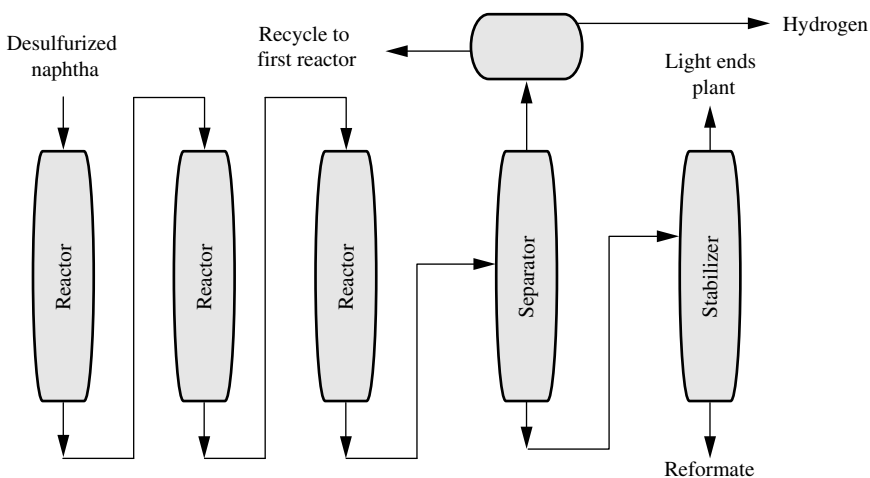 Desulfurized
naphtha
Recycle to
first reactor
Hydrogen
Light ends
plant
Reactor
Reactor
Reactor
Separator
Stabilizer
Reformate